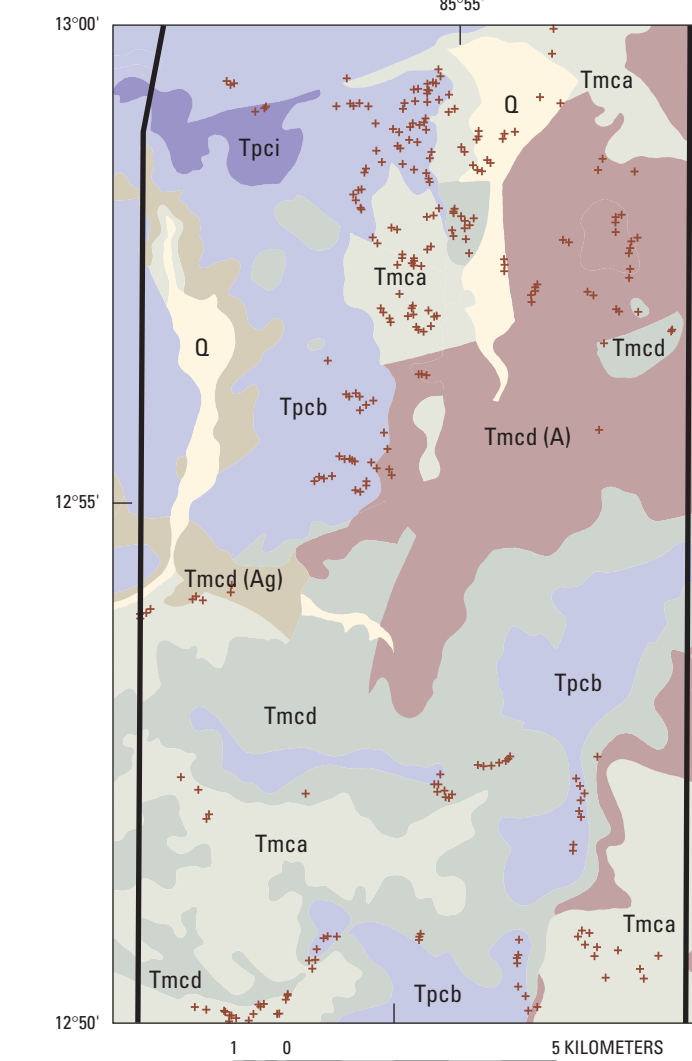 85°55'
13°00'
Tmca
Q
Tpci
Tmca
Q
Tmcd
Tpcb
Tmcd (A)
12°55'
Tmcd (Ag)
Tpcb
Tmcd
Tmca
Tmca
Tmcd
Tpcb
12°50'
1 0 5 KILOMETERS